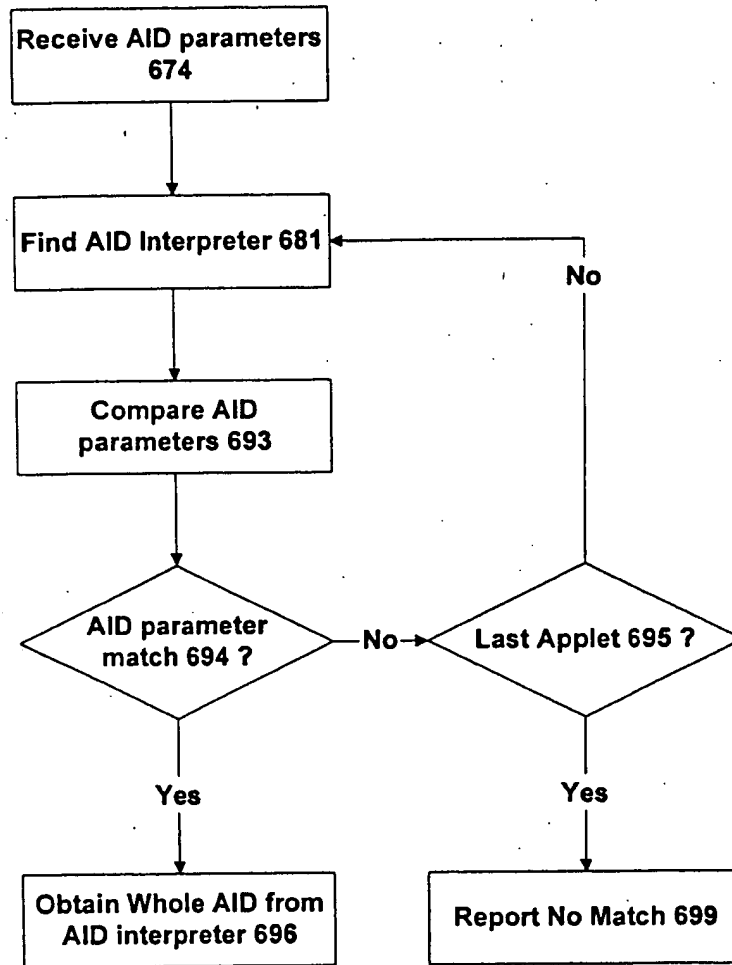 Receive AID parameters
674
Find AID Interpreter 681
No
Compare AID
parameters 693
AID parameter
match 694 ?
No
Last Applet 695 ?
Yes
Yes
Obtain Whole AID from
AID interpreter 696
Report No Match 699